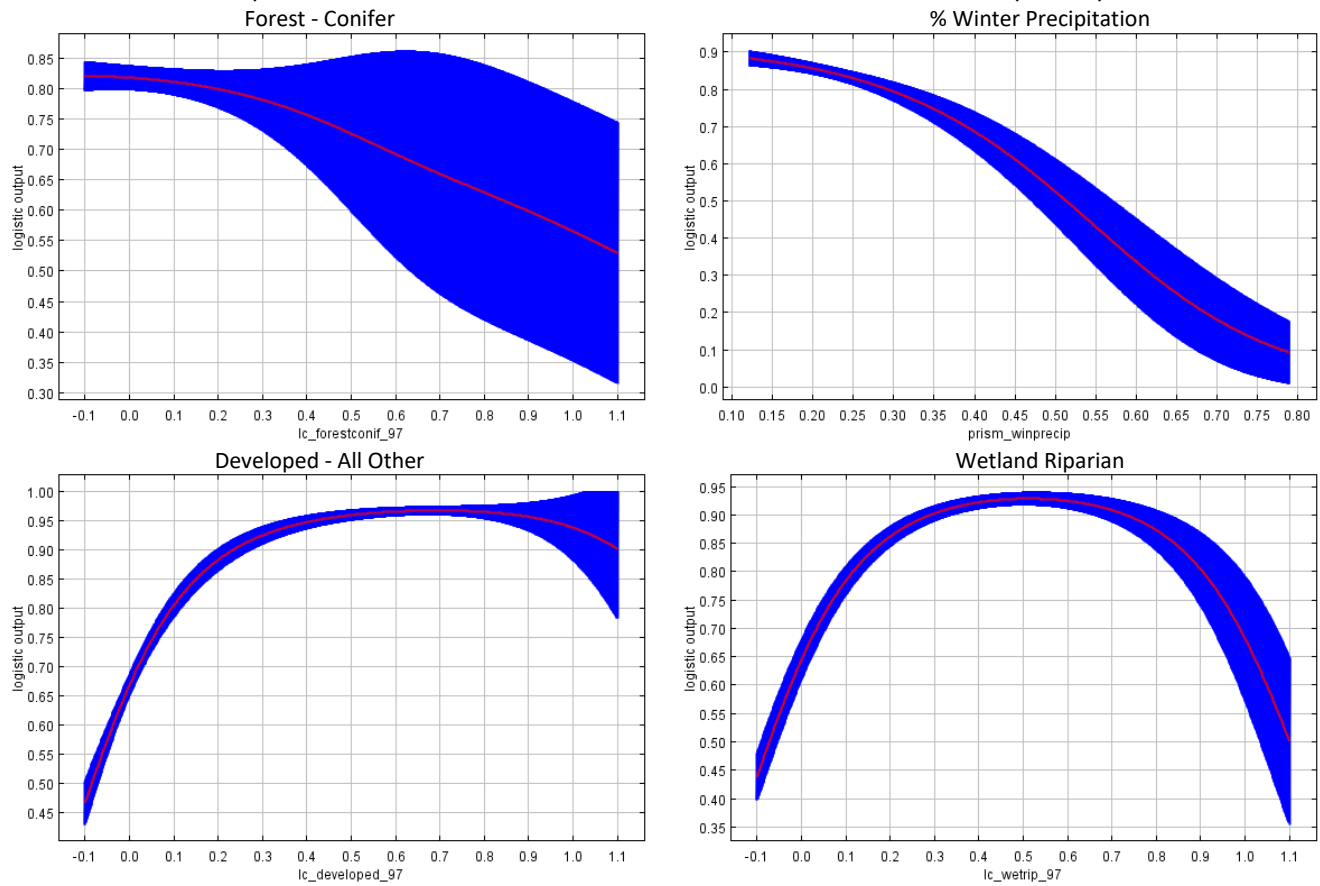 Forest - Conifer
0.85
0.80
0.75
0.70
0.65
0.60
0.55
0.50
0.45
0.40
0.35
0.30
logistic output
-0.1 0.0 0.1 0.2 0.3 0.4 0.5 0.6 0.7 0.8 0.9 1.0 1.1
lc_forestconif_97
% Winter Precipitation
0.9
0.8
0.7
0.6
0.5
0.4
0.3
0.2
0.1
0.0
logistic output
0.10 0.15 0.20 0.25 0.30 0.35 0.40 0.45 0.50 0.55 0.60 0.65 0.70 0.75 0.80
prism_winprecip
Developed - All Other
1.00
0.95
0.90
0.85
0.80
0.75
0.70
0.65
0.60
0.55
0.50
0.45
logistic output
-0.1 0.0 0.1 0.2 0.3 0.4 0.5 0.6 0.7 0.8 0.9 1.0 1.1
lc_developed_97
Wetland Riparian
0.95
0.90
0.85
0.80
0.75
0.70
0.65
0.60
0.55
0.50
0.45
0.40
0.35
logistic output
-0.1 0.0 0.1 0.2 0.3 0.4 0.5 0.6 0.7 0.8 0.9 1.0 1.1
lc_wetrip_97